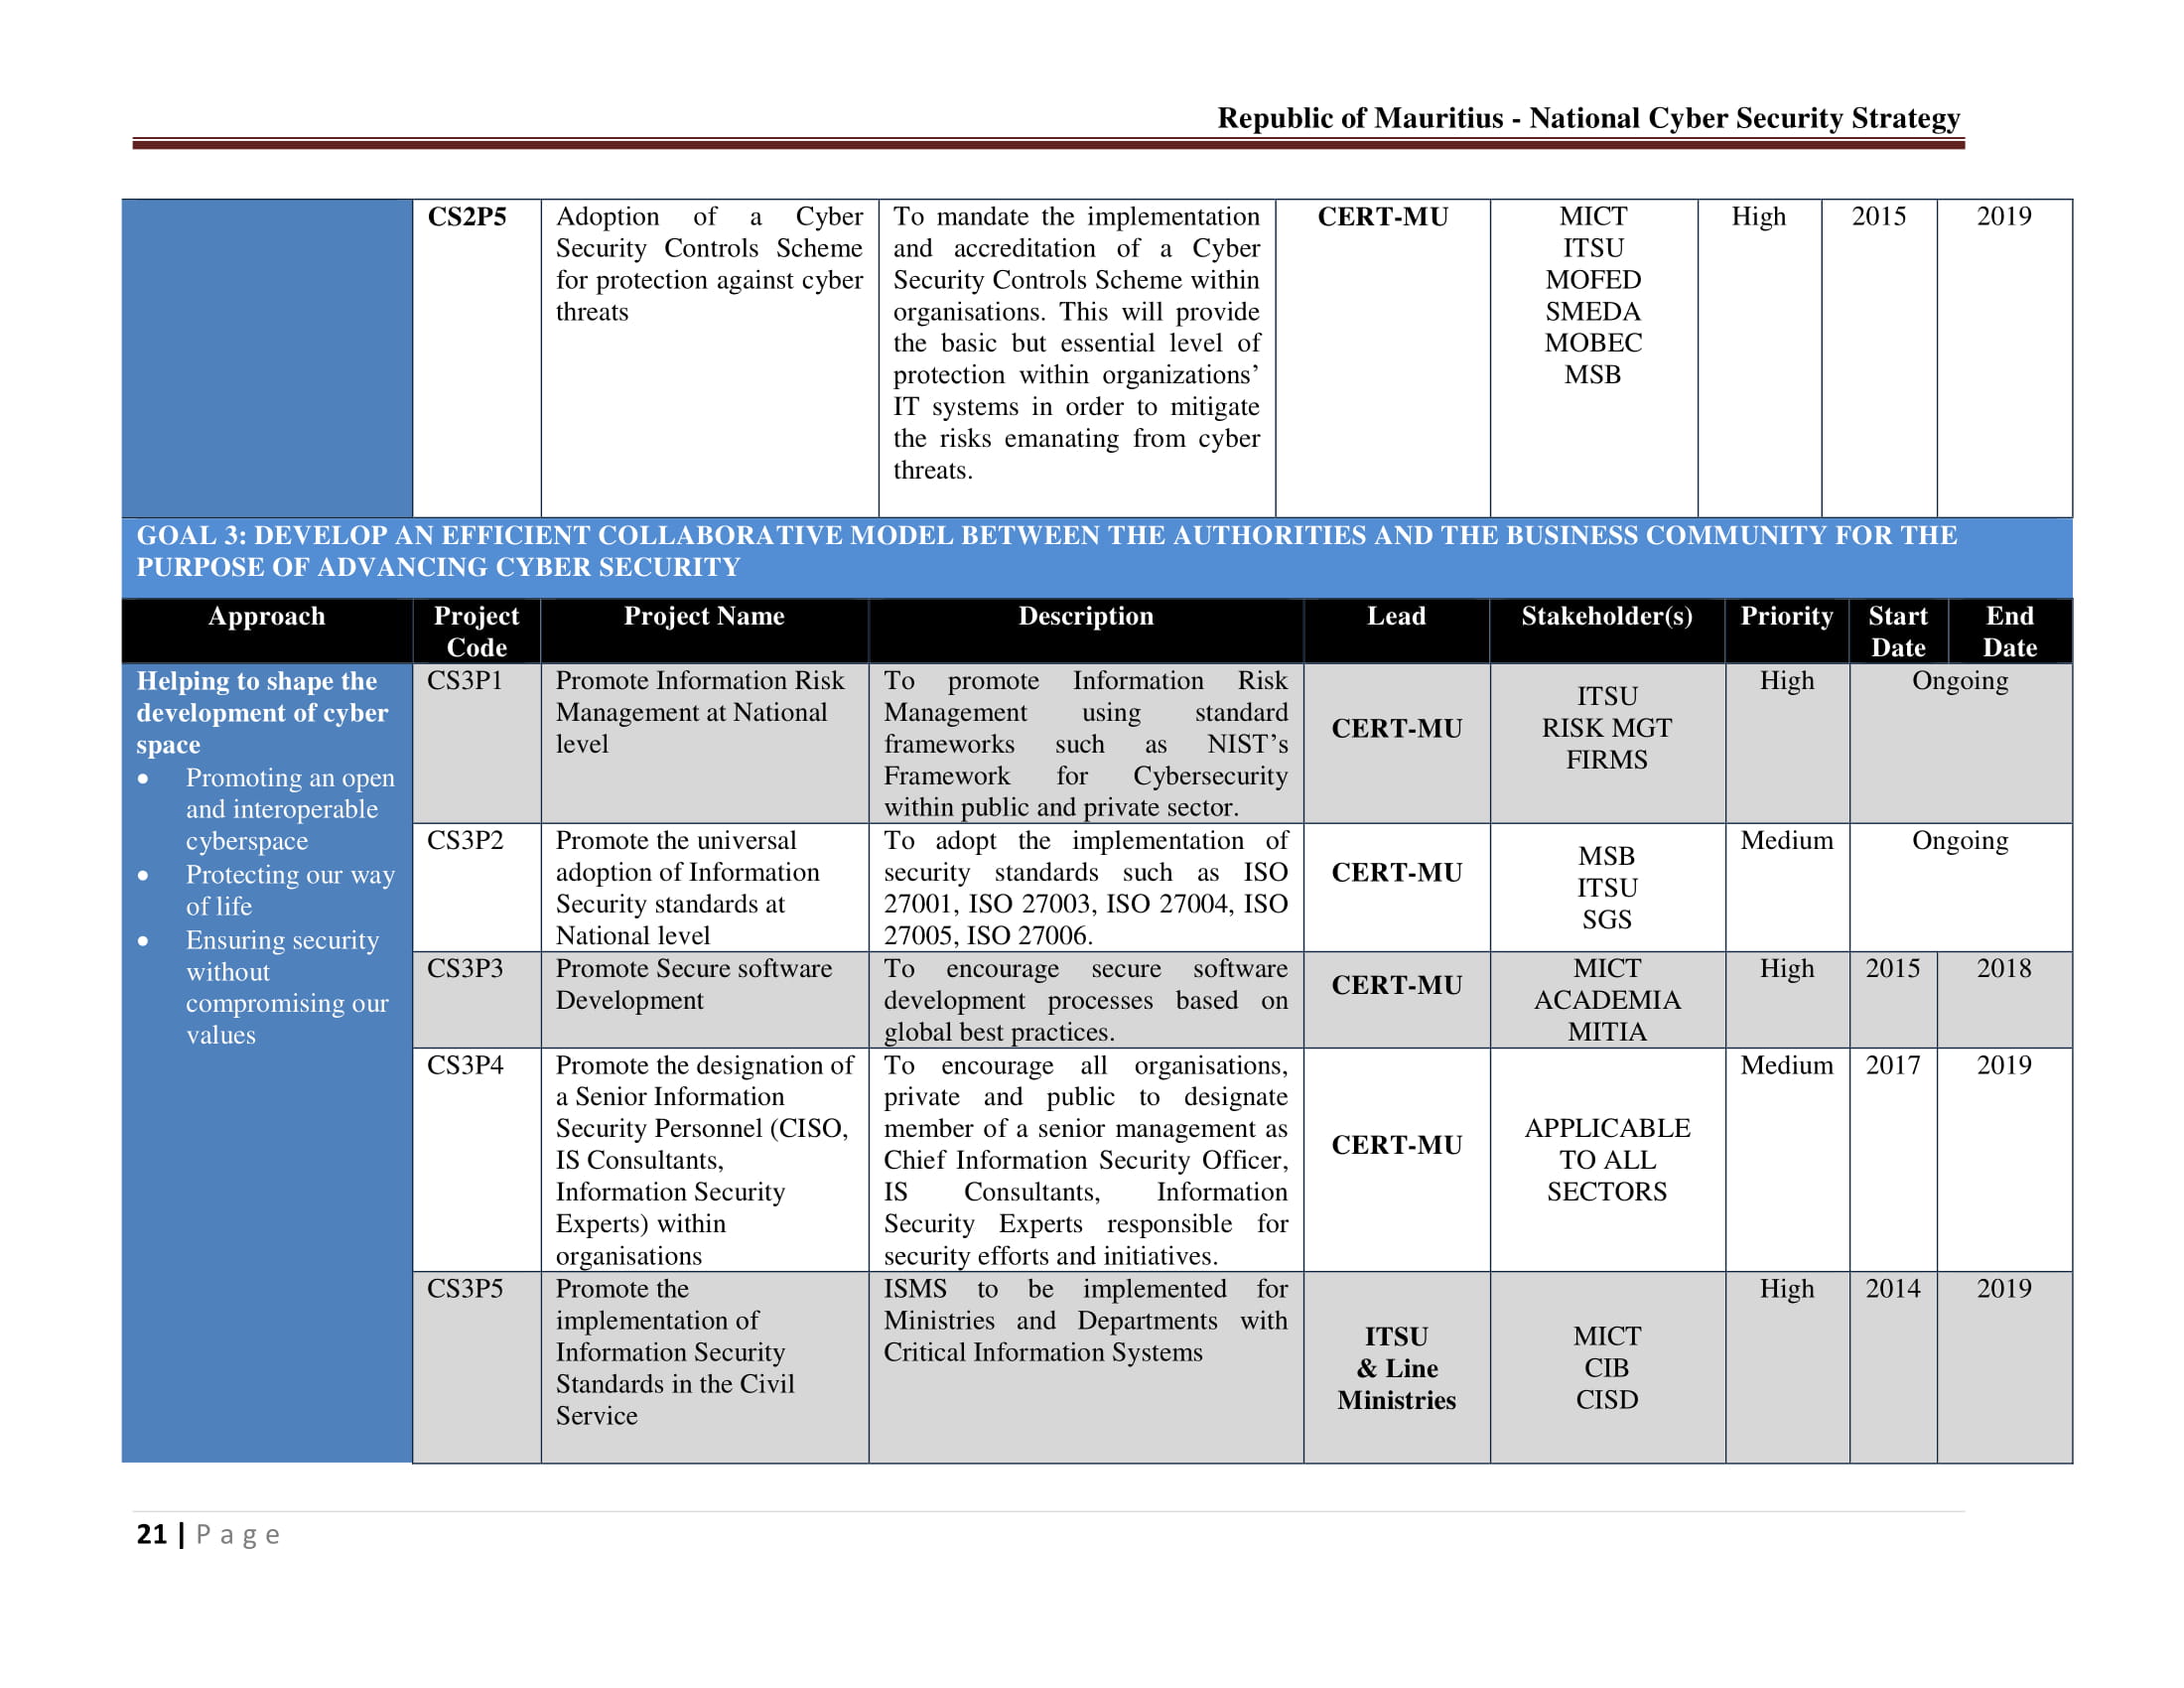 Republic of Mauritius - National Cyber Security Strategy
CS2P5
Adoption of a Cyber
Security Controls Scheme
for protection against cyber
threats
To mandate the implementation
and accreditation of a Cyber
Security Controls Scheme within
organisations. This will provide
the basic but essential level of
protection within organizations’
IT systems in order to mitigate
the risks emanating from cyber
threats.
CERT-MU
MICT
ITSU
MOFED
SMEDA
MOBEC
MSB
High
2015
2019
GOAL 3: DEVELOP AN EFFICIENT COLLABORATIVE MODEL BETWEEN THE AUTHORITIES AND THE BUSINESS COMMUNITY FOR THE
PURPOSE OF ADVANCING CYBER SECURITY
Approach
Project
Code
Project Name
Description
Lead
Stakeholder(s)
Priority
Start
Date
End
Date
Helping to shape the
development of cyber
space
• Promoting an open
and interoperable
cyberspace
• Protecting our way
of life
• Ensuring security
without
compromising our
values
CS3P1
Promote Information Risk
Management at National
level
To promote Information Risk
Management using standard
frameworks such as NIST’s
Framework for Cybersecurity
within public and private sector.
CERT-MU
ITSU
RISK MGT
FIRMS
High
Ongoing
CS3P2
Promote the universal
adoption of Information
Security standards at
National level
To adopt the implementation of
security standards such as ISO
27001, ISO 27003, ISO 27004, ISO
27005, ISO 27006.
CERT-MU
MSB
ITSU
SGS
Medium
Ongoing
CS3P3
Promote Secure software
Development
To encourage secure software
development processes based on
global best practices.
CERT-MU
MICT
ACADEMIA
MITIA
High
2015
2018
CS3P4
Promote the designation of
a Senior Information
Security Personnel (CISO,
IS Consultants,
Information Security
Experts) within
organisations
To encourage all organisations,
private and public to designate
member of a senior management as
Chief Information Security Officer,
IS Consultants, Information
Security Experts responsible for
security efforts and initiatives.
CERT-MU
APPLICABLE
TO ALL
SECTORS
Medium
2017
2019
CS3P5
Promote the
implementation of
Information Security
Standards in the Civil
Service
ISMS to be implemented for
Ministries and Departments with
Critical Information Systems
ITSU
& Line
Ministries
MICT
CIB
CISD
High
2014
2019
21 | Page